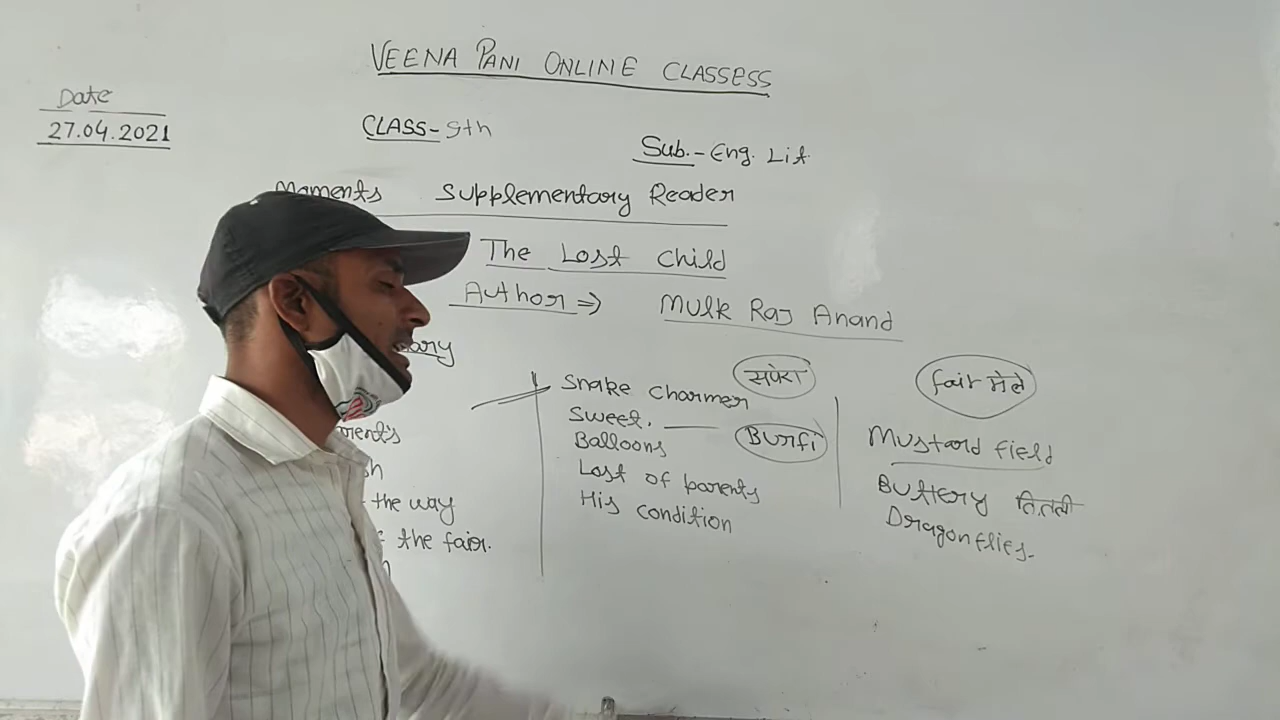 VEENA PANI ONLINE CLASSESS
Date
27.04.2021
CLASS-9th
Sub.-Eng. Lit.
Moments Supplementary Reader
The Lost Child
Author ⇒ Mulk Raj Anand
the way
the fair.
Snake charmer सपेरा
Sweet. Burfi
Balloons
Lost of parents
His condition
fair मेले
Mustard field
Buttery तितली
Dragonflies.